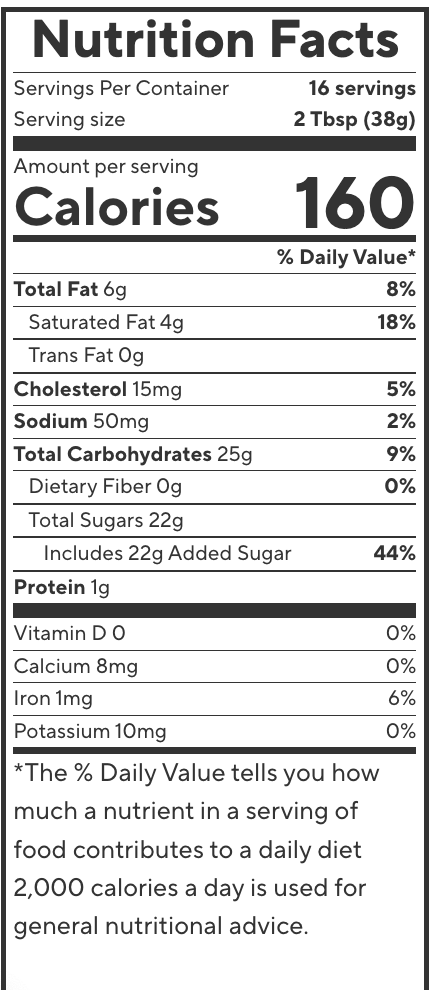 Nutrition Facts
Servings Per Container 16 servings
Serving size 2 Tbsp (38g)
Amount per serving
Calories 160
% Daily Value*
Total Fat 6g 8%
Saturated Fat 4g 18%
Trans Fat 0g
Cholesterol 15mg 5%
Sodium 50mg 2%
Total Carbohydrates 25g 9%
Dietary Fiber 0g 0%
Total Sugars 22g
Includes 22g Added Sugar 44%
Protein 1g
Vitamin D 0 0%
Calcium 8mg 0%
Iron 1mg 6%
Potassium 10mg 0%
*The % Daily Value tells you how
much a nutrient in a serving of
food contributes to a daily diet
2,000 calories a day is used for
general nutritional advice.